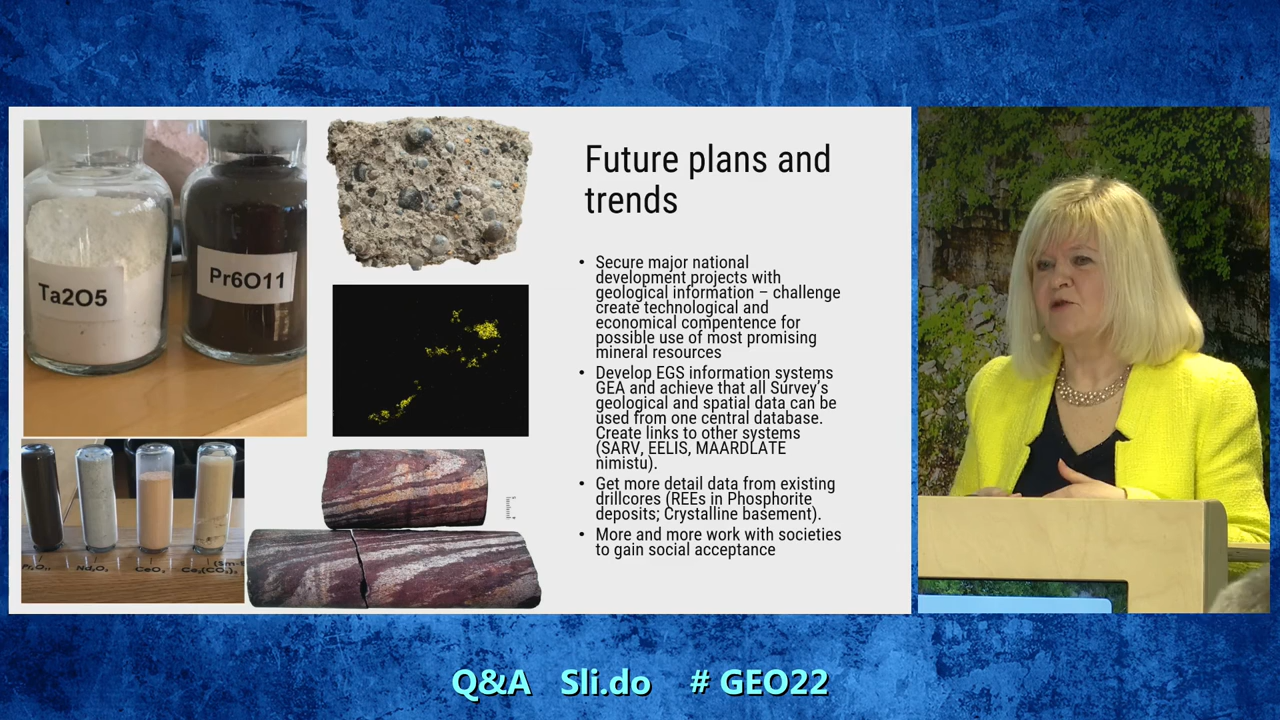 Ta2O5
Pr6O11
Nd₂O₃
CeO₂
Future plans and
trends
• Secure major national
development projects with
geological information – challenge
create technological and
economical compentence for
possible use of most promising
mineral resources
• Develop EGS information systems
GEA and achieve that all Survey's
geological and spatial data can be
used from one central database.
Create links to other systems
(SARV, EELIS, MAARDLATE
nimistu).
• Get more detail data from existing
drillcores (REEs in Phosphorite
deposits; Crystalline basement).
• More and more work with societies
to gain social acceptance
Q&A Sli.do # GEO22